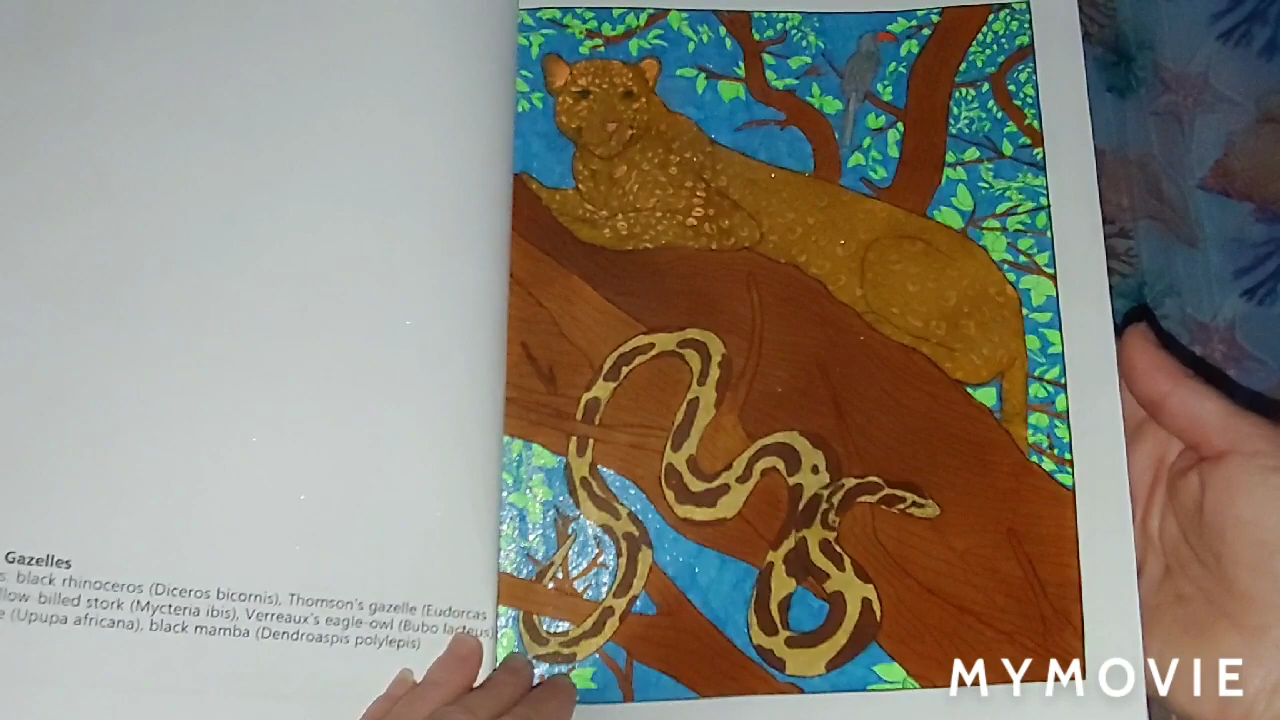 Gazelles
s: black rhinoceros (Diceros bicornis), Thomson's gazelle (Eudorcas
llow billed stork (Mycteria ibis), Verreaux's eagle-owl (Bubo lacteus)
e (Upupa africana), black mamba (Dendroaspis polylepis)
MYMOVIE